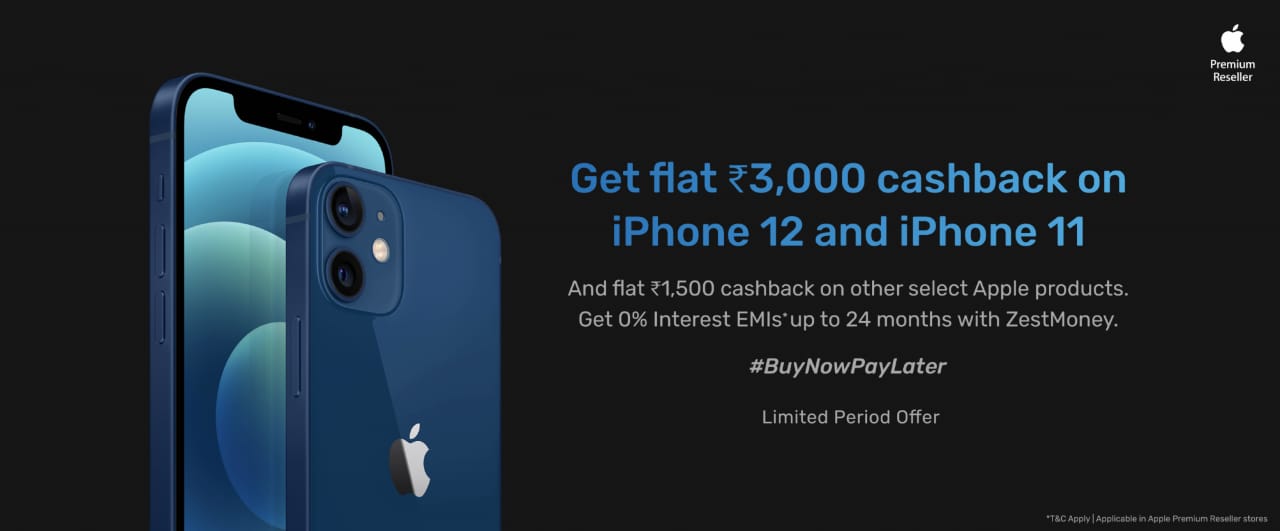 Premium
Reseller
Get flat ₹3,000 cashback on
iPhone 12 and iPhone 11
And flat ₹1,500 cashback on other select Apple products.
Get 0% Interest EMIs* up to 24 months with ZestMoney.
#BuyNowPayLater
Limited Period Offer
*T&C Apply | Applicable in Apple Premium Reseller stores